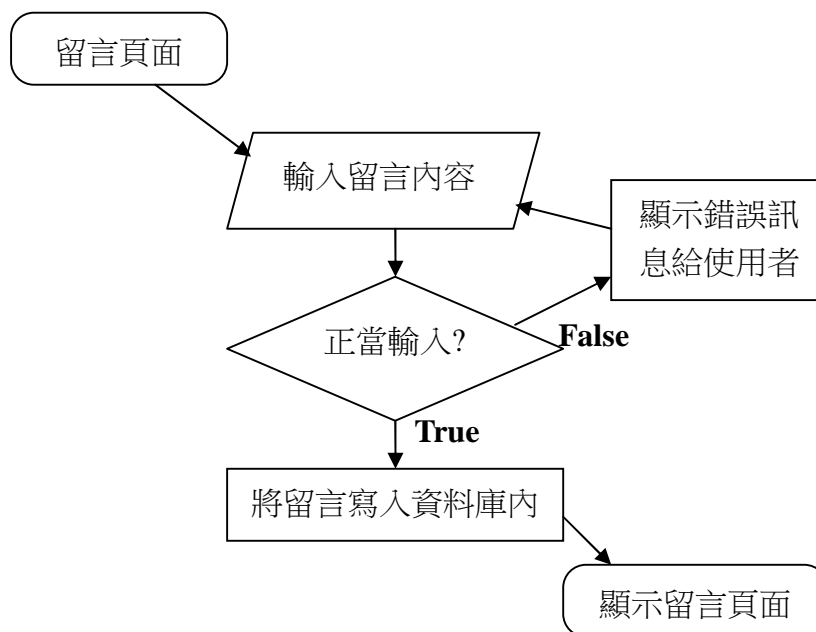 留言頁面
輸入留言內容
顯示錯誤訊
息給使用者
正當輸入?
False
True
將留言寫入資料庫內
顯示留言頁面